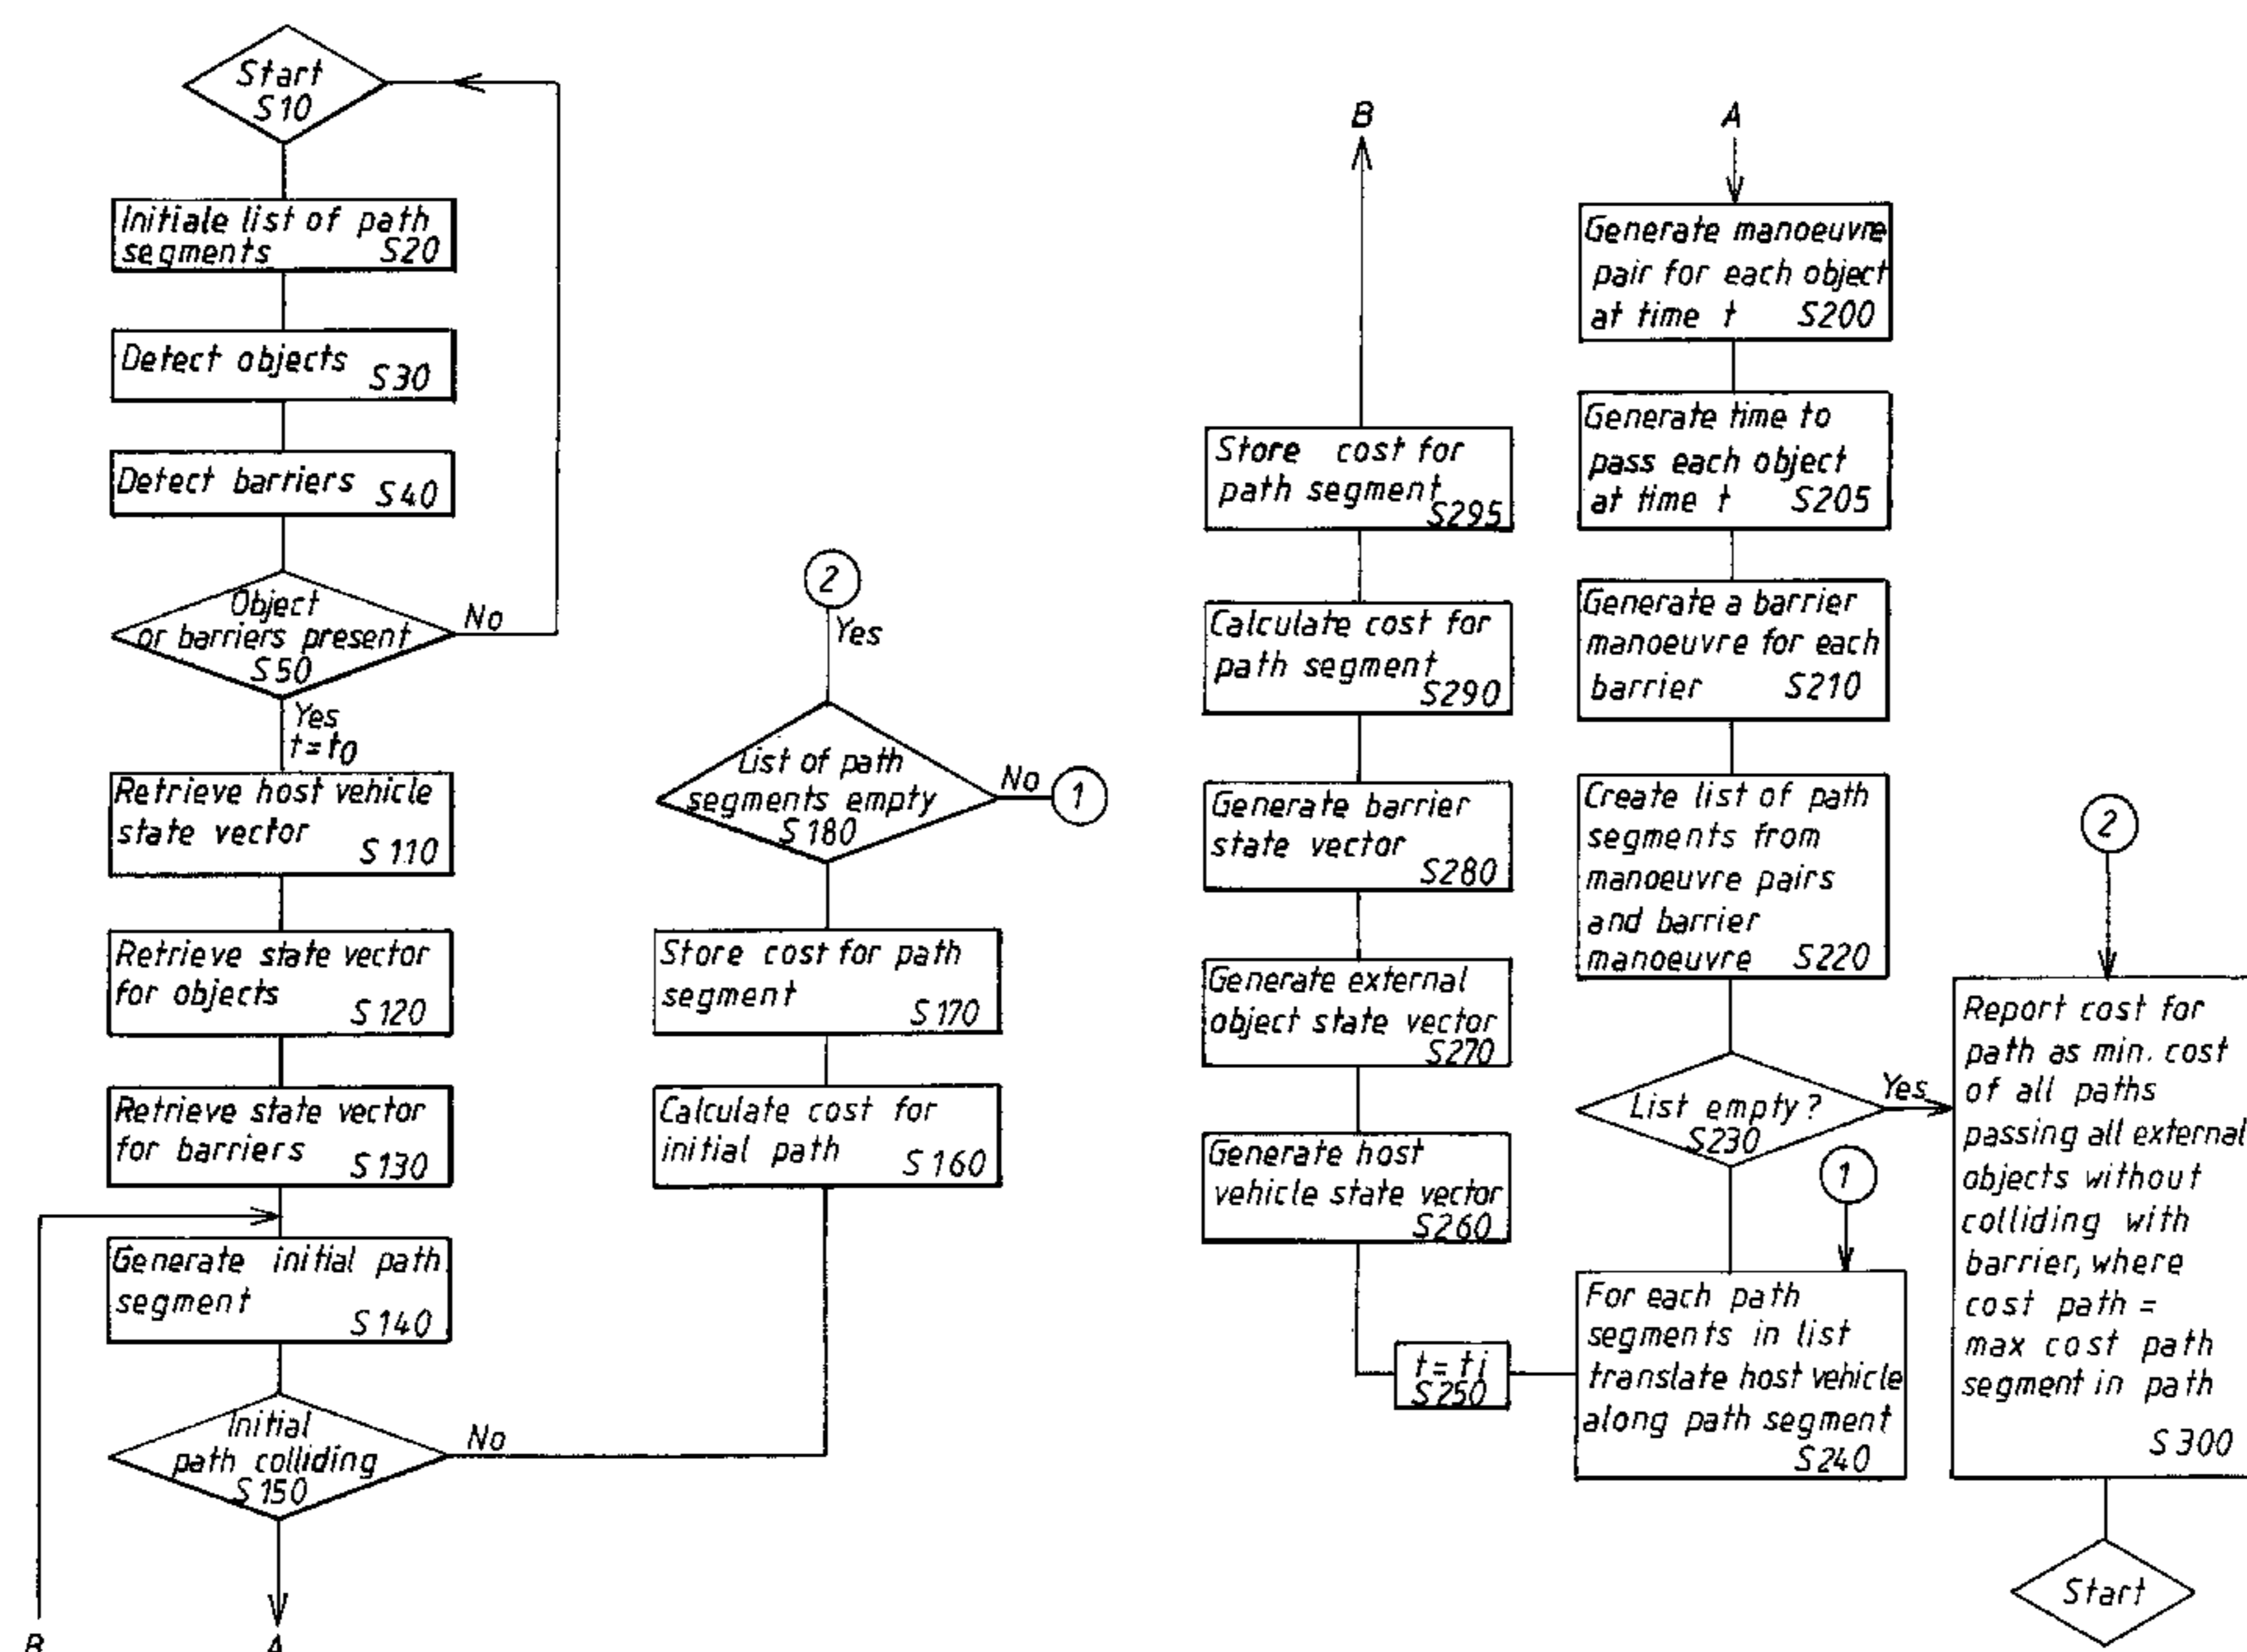 Start
S10
Initiale list of path
segments S20
Detect objects S30
Detect barriers S40
Object
or barriers present
S50
No
Yes
t=t0
Retrieve host vehicle
state vector
S110
Retrieve state vector
for objects
S120
Retrieve state vector
for barriers
S130
Generate initial path
segment
S140
Initial
path colliding
S150
No
B
A
2
Yes
List of path
segments empty
S180
No
1
Store cost for path
segment S170
Calculate cost for
initial path S160
B
Store cost for
path segment
S295
Calculate cost for
path segment
S290
Generate barrier
state vector
S280
Generate external
object state vector
S270
Generate host
vehicle state vector
S260
t=ti
S250
A
Generate manoeuvre
pair for each object
at time t S200
Generate time to
pass each object
at time t S205
Generate a barrier
manoeuvre for each
barrier S210
Create list of path
segments from
manoeuvre pairs
and barrier
manoeuvre S220
List empty?
S230
Yes
1
For each path
segments in list
translate host vehicle
along path segment
S240
2
Report cost for
path as min. cost
of all paths
passing all external
objects without
colliding with
barrier, where
cost path =
max cost path
segment in path
S300
Start